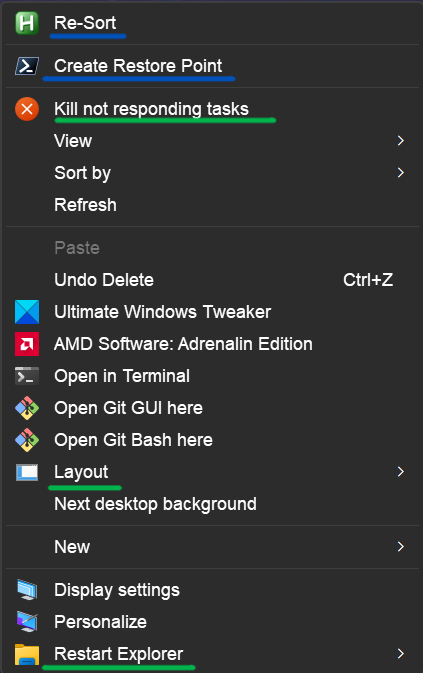 Re-Sort
Create Restore Point
Kill not responding tasks
View
Sort by
Refresh
Paste
Undo Delete Ctrl+Z
Ultimate Windows Tweaker
AMD Software: Adrenalin Edition
Open in Terminal
Open Git GUI here
Open Git Bash here
Layout
Next desktop background
New
Display settings
Personalize
Restart Explorer